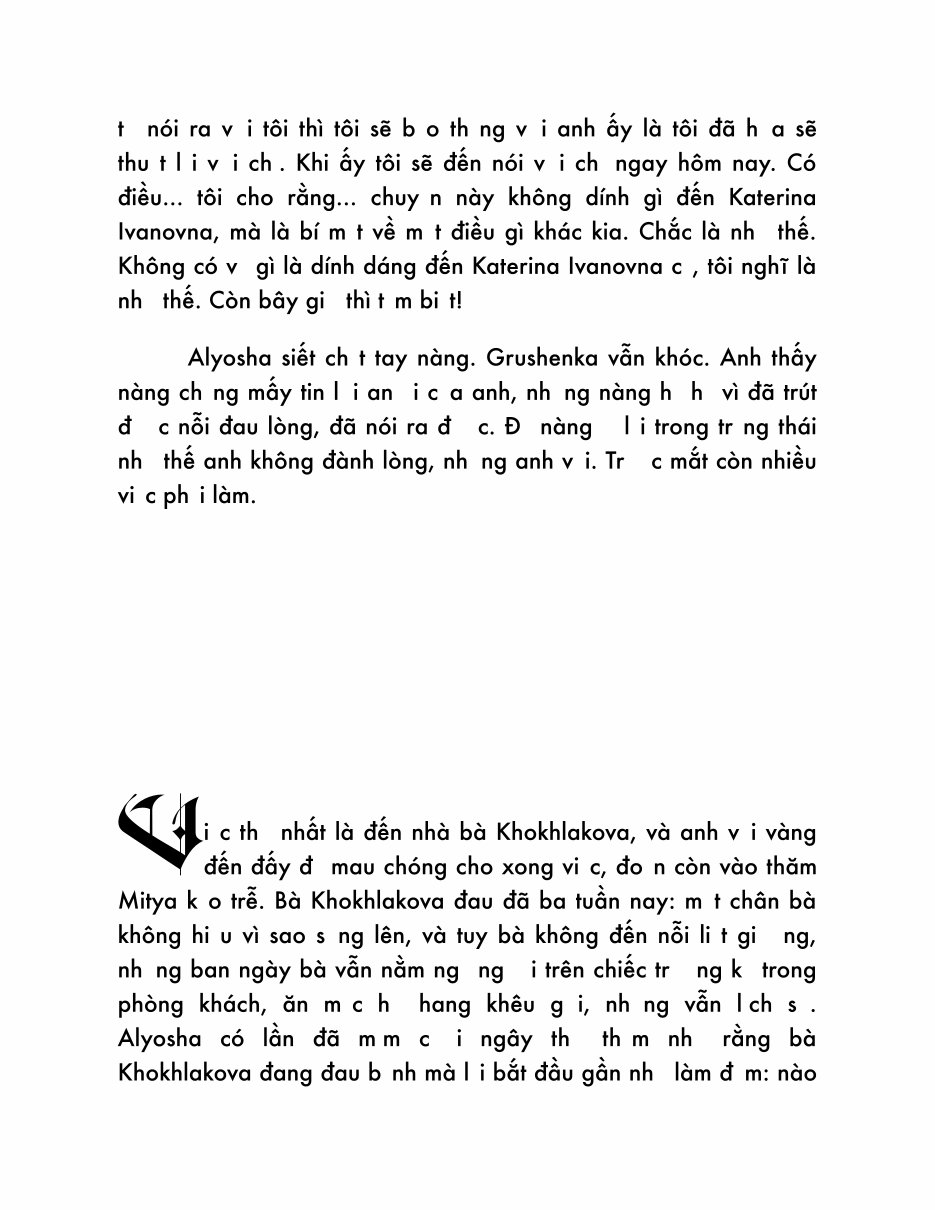 t nói ra v i tôi thì tôi sẽ b o th ng v i anh ấy là tôi đã h a sẽ
thu t l i v i ch . Khi ấy tôi sẽ đến nói v i ch ngay hôm nay. Có
điều... tôi cho rằng... chuy n này không dính gì đến Katerina
Ivanovna, mà là bí m t về m t điều gì khác kia. Chắc là nh thế.
Không có v gì là dính dáng đến Katerina Ivanovna c , tôi nghĩ là
nh thế. Còn bây gi thì t m bi t!
Alyosha siết ch t tay nàng. Grushenka vẫn khóc. Anh thấy
nàng ch ng mấy tin l i an i c a anh, nh ng nàng h h vì đã trút
đ c nỗi đau lòng, đã nói ra đ c. Đ nàng l i trong tr ng thái
nh thế anh không đành lòng, nh ng anh v i. Tr c mắt còn nhiều
vi c ph i làm.
Vi c th nhất là đến nhà bà Khokhlakova, và anh v i vàng
đến đấy đ mau chóng cho xong vi c, đo n còn vào thăm
Mitya k o trễ. Bà Khokhlakova đau đã ba tuần nay: m t chân bà
không hi u vì sao s ng lên, và tuy bà không đến nỗi li t gi ng,
nh ng ban ngày bà vẫn nằm ng ng i trên chiếc tr ng k trong
phòng khách, ăn m c h hang khêu g i, nh ng vẫn l ch s .
Alyosha có lần đã m m c i ngây th th m nh rằng bà
Khokhlakova đang đau b nh mà l i bắt đầu gần nh làm đ m: nào